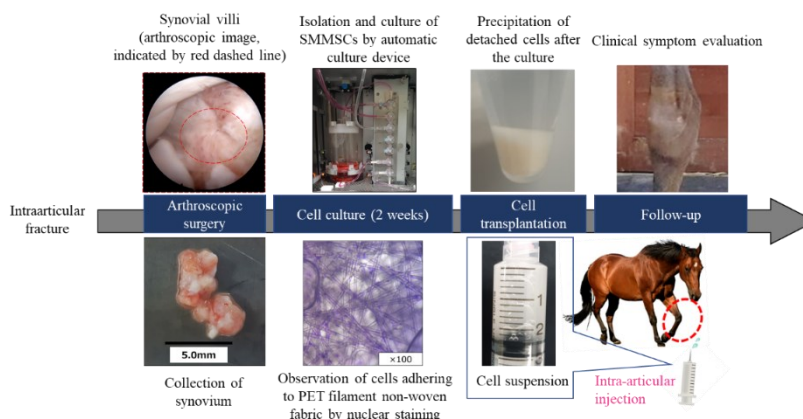 Synovial villi
(arthroscopic image,
indicated by red dashed line)
Isolation and culture of
SMMSCs by automatic
culture device
Precipitation of
detached cells after
the culture
Clinical symptom evaluation
Intraarticular
fracture
Arthroscopic
surgery
Cell culture (2 weeks)
Cell
transplantation
Follow-up
5.0mm
×100
1
2
Collection of
synovium
Observation of cells adhering
to PET filament non-woven
fabric by nuclear staining
Cell suspension
Intra-articular
injection